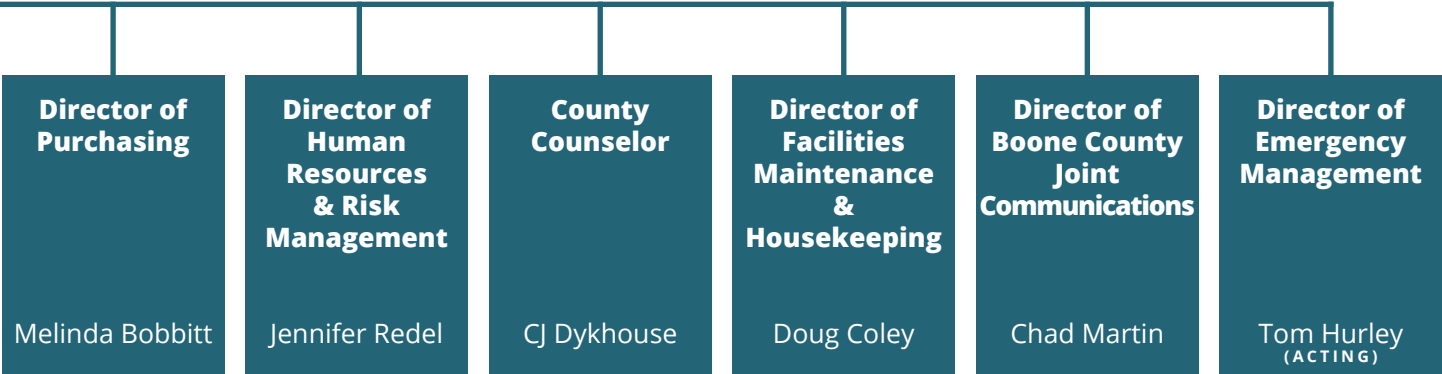 Director of
Purchasing
Melinda Bobbitt
Director of
Human
Resources
& Risk
Management
Jennifer Redel
County
Counselor
CJ Dykhouse
Director of
Facilities
Maintenance
&
Housekeeping
Doug Coley
Director of
Boone County
Joint
Communications
Chad Martin
Director of
Emergency
Management
Tom Hurley
(ACTING)